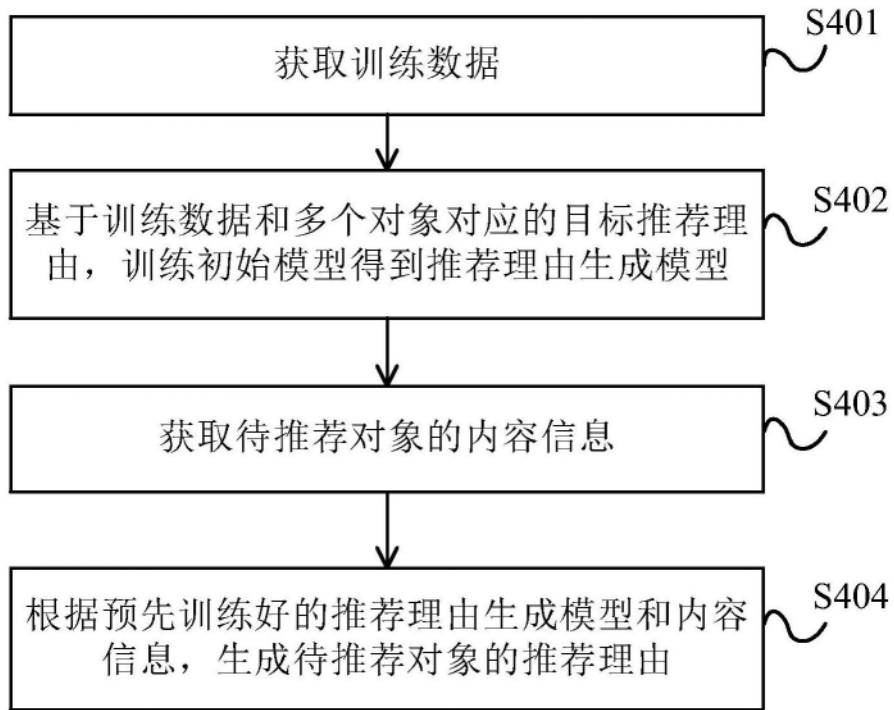 S401
获取训练数据
S402
基于训练数据和多个对象对应的目标推荐理
由，训练初始模型得到推荐理由生成模型
S403
获取待推荐对象的内容信息
S404
根据预先训练好的推荐理由生成模型和内容
信息，生成待推荐对象的推荐理由